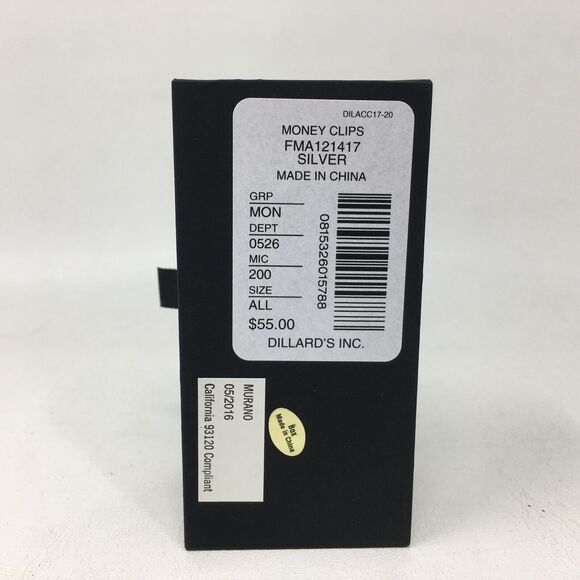 DILACC17-20
MONEY CLIPS
FMA121417
SILVER
MADE IN CHINA
GRP
MON
DEPT
0526
MIC
200
SIZE
ALL
$55.00
0815326015788
DILLARD'S INC.
MURANO
05/2016
California 93120 Compliant
Box
Made in China